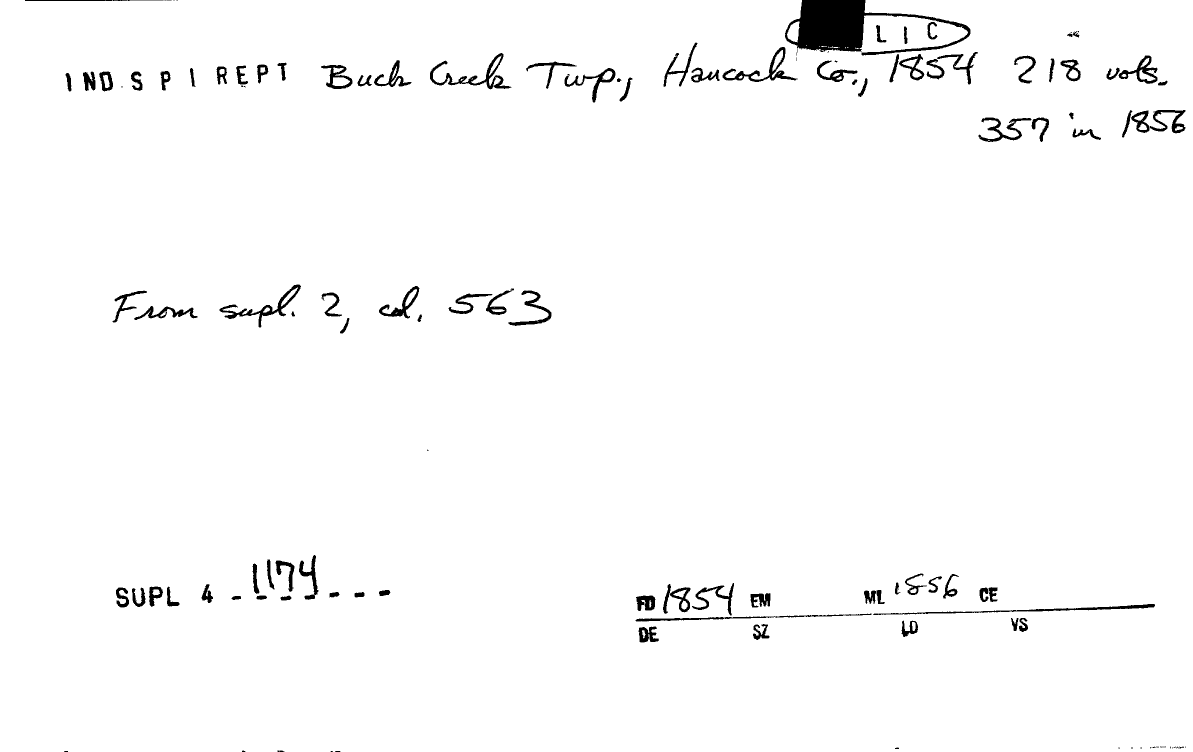 LIC
IND. S P I REPT Buck Creek Twp., Hancock Co., 1854 218 vols.
357 in 1856
From supl. 2, col. 563
SUPL 4 - 1174 - - -
FD 1854 EM ML 1856 CE
DE SZ LD VS